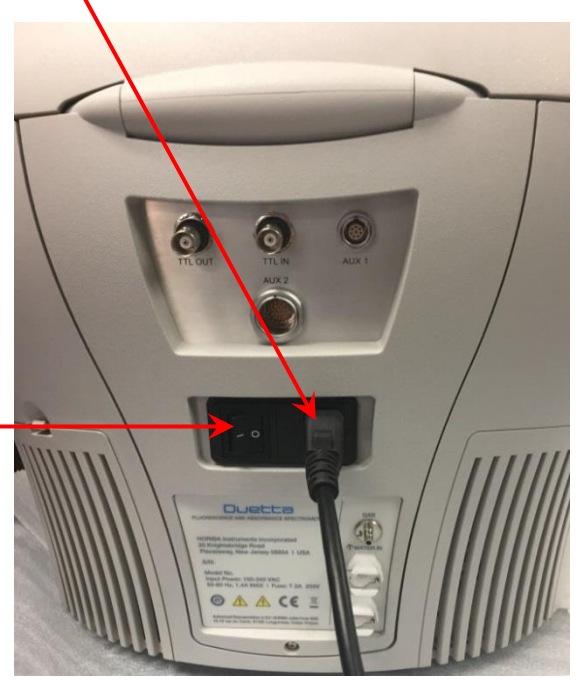 TTL OUT
TTL IN
AUX 1
AUX 2
Duetta
FLUORESCENCE AND ABSORBANCE SPECTROMETER
HORIBA Instruments Incorporated
20 Knightsbridge Road
Piscataway, New Jersey 08854 | USA
S/N:
Model No.
Input Power: 100-240 VAC
50-60 Hz, 1.4A MAX | Fuse: 250V
CE
GAS
WATER IN